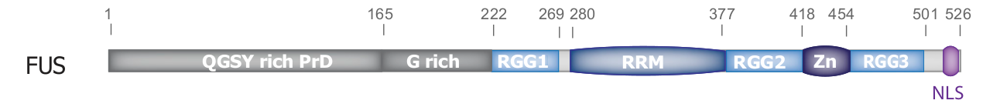 1 165 222 269 280 377 418 454 501 526
FUS QGSY rich PrD G rich RGG1 RRM RGG2 Zn RGG3
NLS